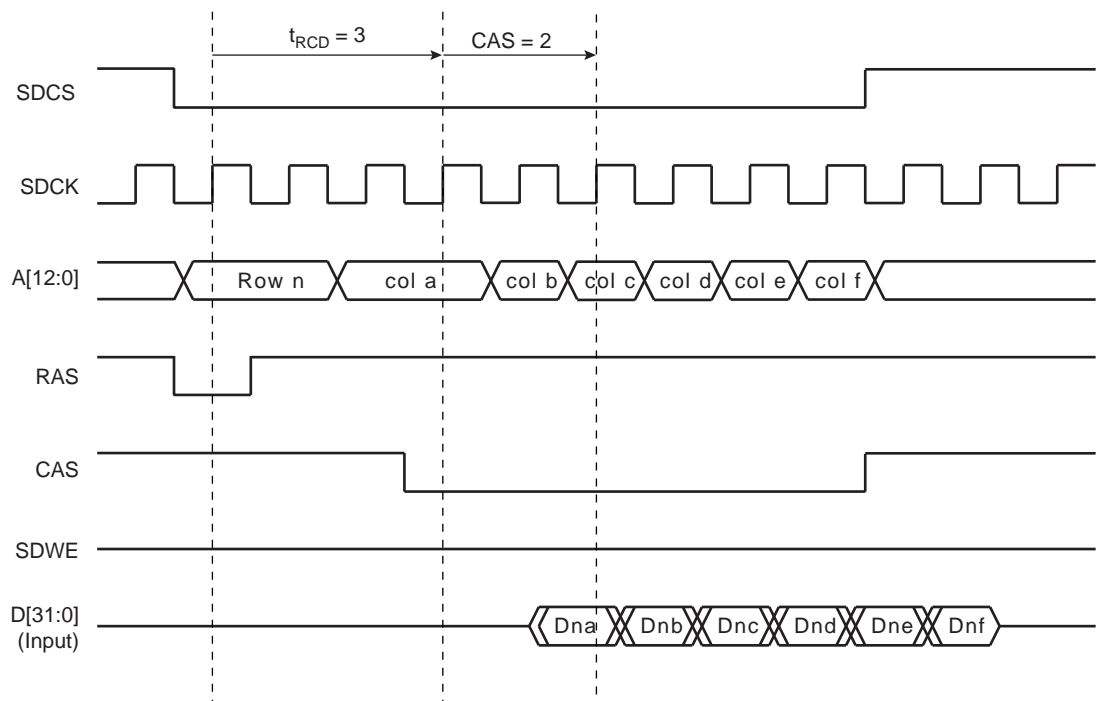 t_RCD = 3 CAS = 2
SDCS
SDCK
A[12:0] Row n col a col b col c col d col e col f
RAS
CAS
SDWE
D[31:0]
(Input) Dna Dnb Dnc Dnd Dne Dnf